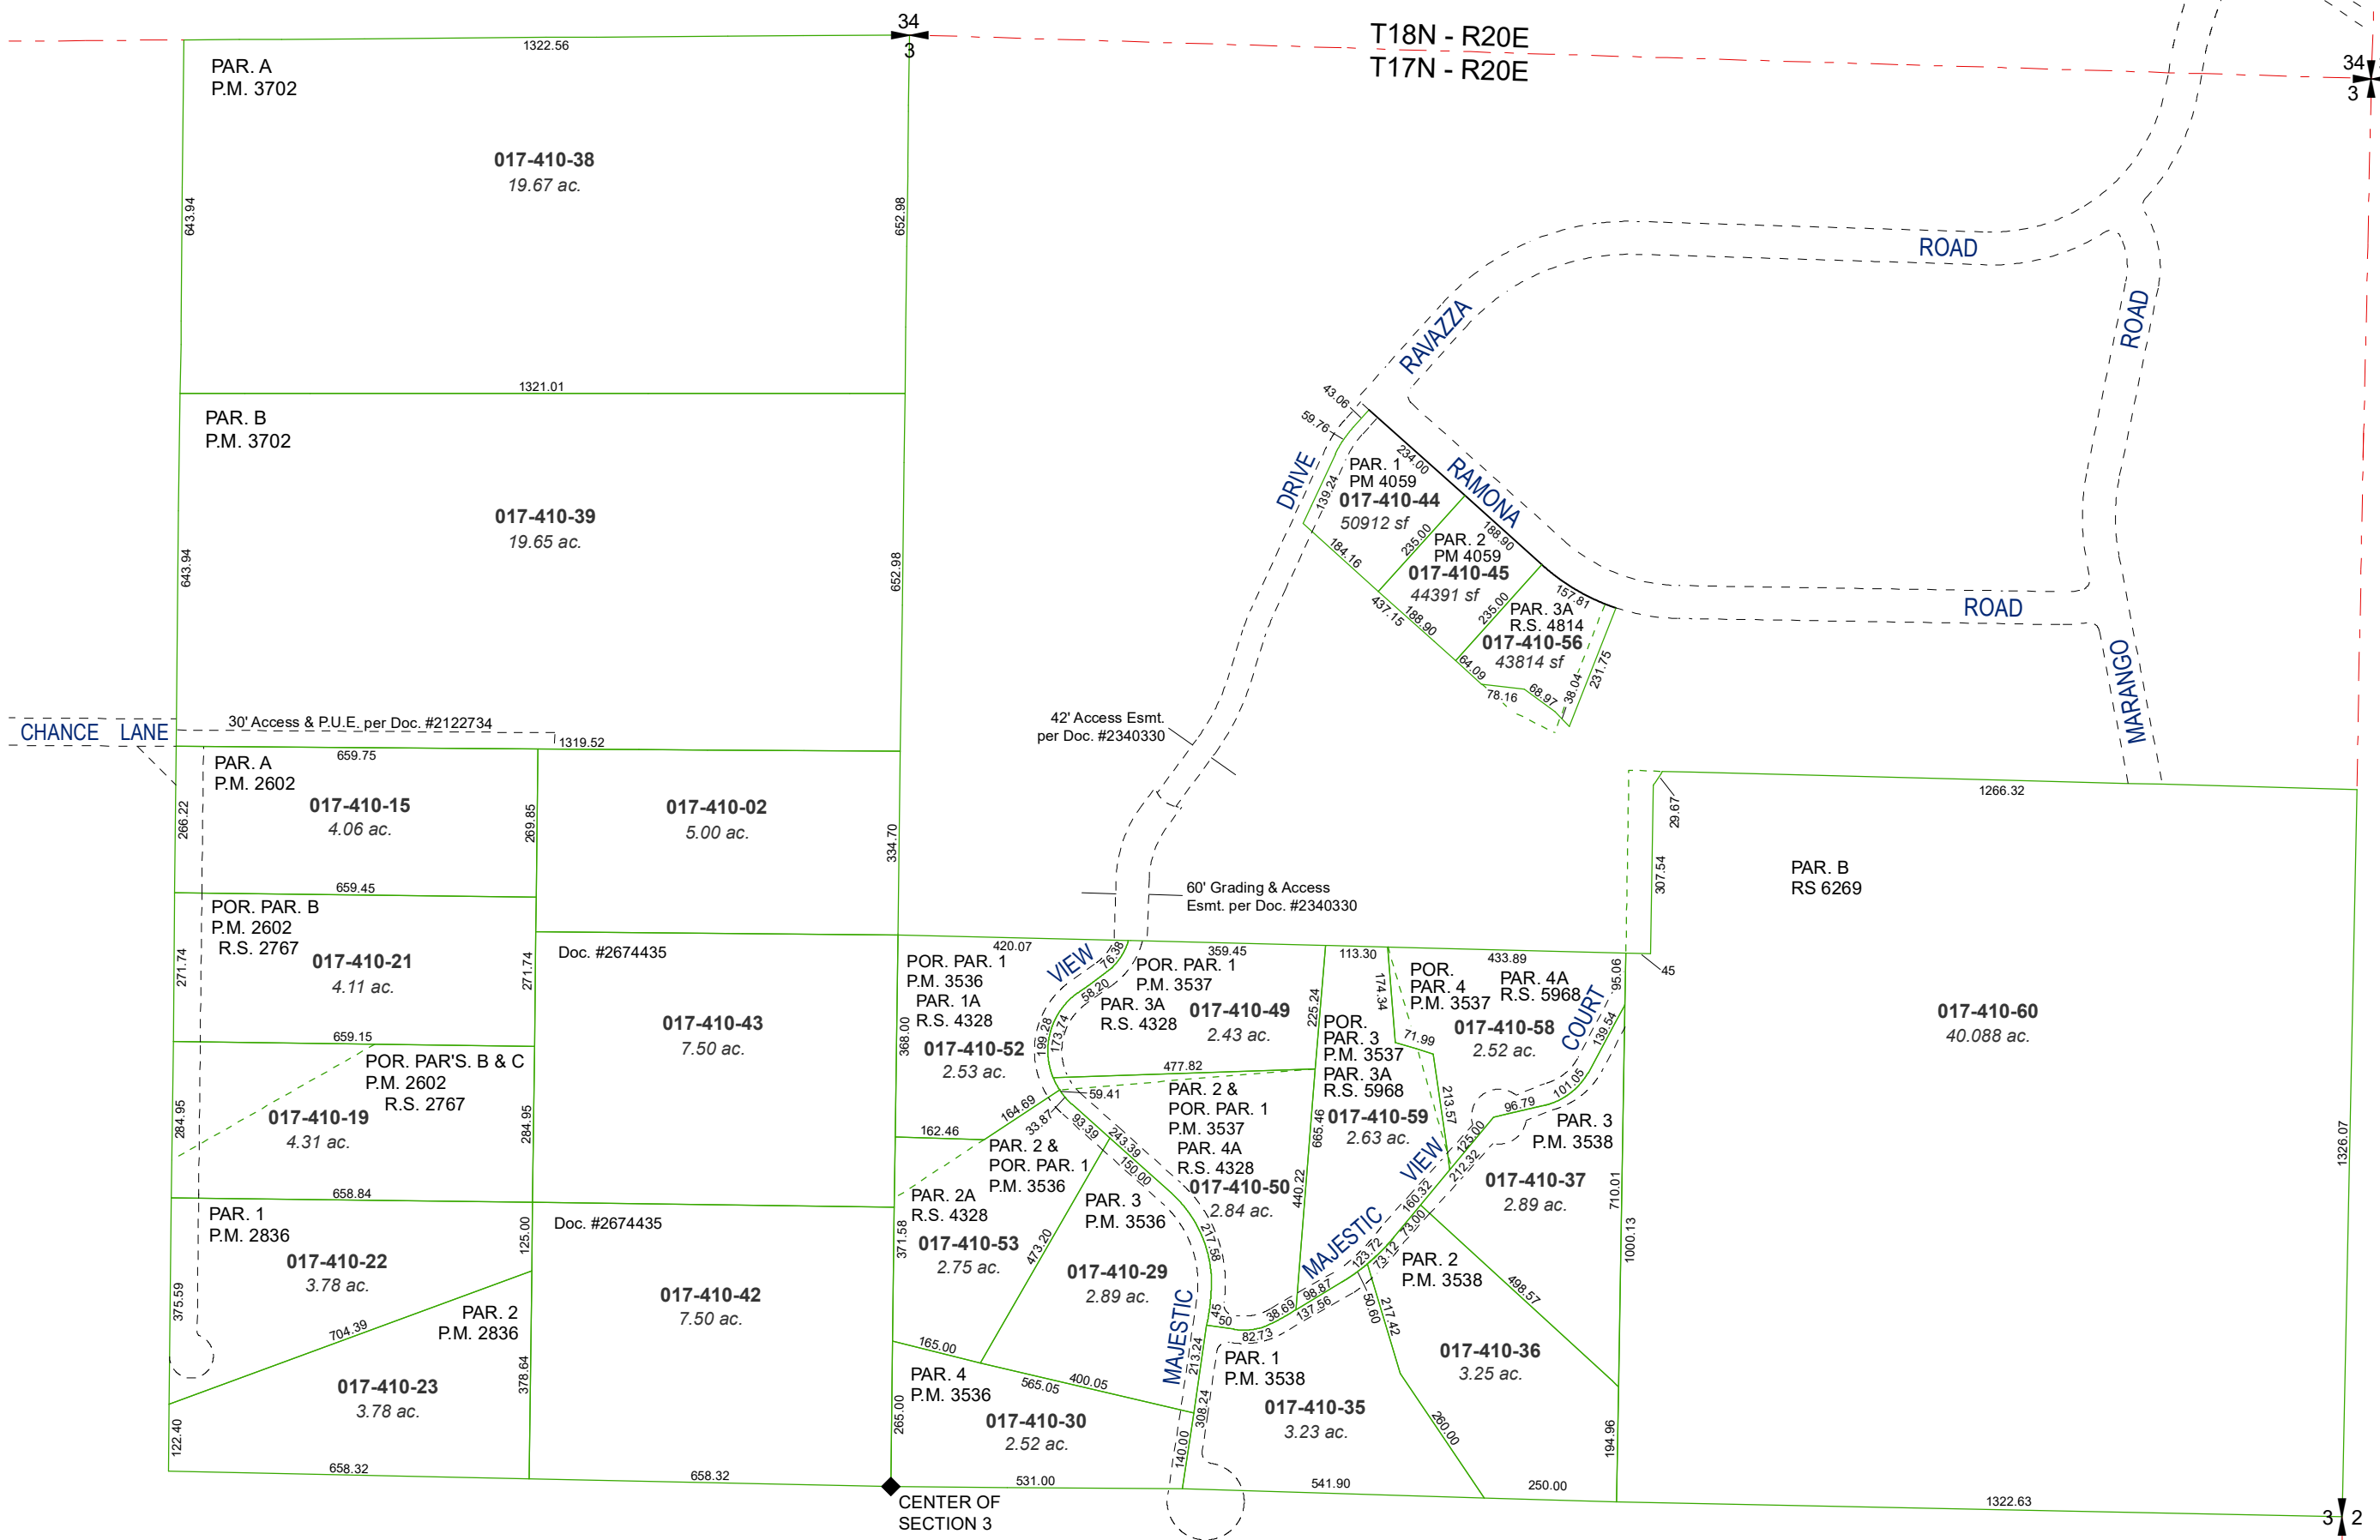 34
3
T18N - R20E
T17N - R20E
34
3
1322.56
PAR. A
P.M. 3702
017-410-38
19.67 ac.
643.94
652.98
1321.01
PAR. B
P.M. 3702
017-410-39
19.65 ac.
643.94
652.98
CHANCE LANE
30' Access & P.U.E. per Doc. #2122734
1319.52
659.75
PAR. A
P.M. 2602
017-410-15
4.06 ac.
266.22
269.85
017-410-02
5.00 ac.
334.70
659.45
POR. PAR. B
P.M. 2602
R.S. 2767
017-410-21
4.11 ac.
271.74
271.74
659.15
POR. PAR'S. B & C
P.M. 2602
R.S. 2767
017-410-19
4.31 ac.
284.95
284.95
658.84
PAR. 1
P.M. 2836
017-410-22
3.78 ac.
375.59
125.00
704.39
PAR. 2
P.M. 2836
017-410-23
3.78 ac.
122.40
378.64
658.32
Doc. #2674435
017-410-43
7.50 ac.
Doc. #2674435
017-410-42
7.50 ac.
658.32
ROAD
RAVAZZA
ROAD
MARANGO
DRIVE
RAMONA
ROAD
43.06
59.76
234.00
PAR. 1
PM 4059
017-410-44
50912 sf
139.24
184.16
235.00
188.90
PAR. 2
PM 4059
017-410-45
44391 sf
437.15
188.90
235.00
157.81
PAR. 3A
R.S. 4814
017-410-56
43814 sf
64.09
78.16
68.97
38.04
231.75
42' Access Esmt.
per Doc. #2340330
60' Grading & Access
Esmt. per Doc. #2340330
1266.32
29.67
307.54
PAR. B
RS 6269
017-410-60
40.088 ac.
45
1326.07
1322.63
420.07
VIEW
76.38
58.20
POR. PAR. 1
P.M. 3536
PAR. 1A
R.S. 4328
017-410-52
2.53 ac.
368.00
199.28
173.74
162.46
164.69
33.87
359.45
POR. PAR. 1
P.M. 3537
PAR. 3A
R.S. 4328
017-410-49
2.43 ac.
225.24
477.82
59.41
PAR. 2 &
POR. PAR. 1
P.M. 3537
PAR. 4A
R.S. 4328
017-410-50
2.84 ac.
665.46
440.22
93.39
243.39
150.00
217.58
113.30
174.34
71.99
POR.
PAR. 3
P.M. 3537
PAR. 3A
R.S. 5968
017-410-59
2.63 ac.
213.57
433.89
POR.
PAR. 4
P.M. 3537
PAR. 4A
R.S. 5968
017-410-58
2.52 ac.
COURT
95.06
139.54
101.05
96.79
125.00
212.32
VIEW
160.32
MAJESTIC
123.72
73.00
73.12
PAR. 3
P.M. 3538
017-410-37
2.89 ac.
710.01
1000.13
PAR. 2 &
POR. PAR. 1
P.M. 3536
PAR. 2A
R.S. 4328
017-410-53
2.75 ac.
371.58
473.20
PAR. 3
P.M. 3536
017-410-29
2.89 ac.
MAJESTIC
165.00
400.05
565.05
PAR. 4
P.M. 3536
017-410-30
2.52 ac.
265.00
531.00
213.24
308.24
140.00
45
50
82.73
38.69
98.87
137.56
50.60
217.42
PAR. 1
P.M. 3538
017-410-35
3.23 ac.
260.00
541.90
PAR. 2
P.M. 3538
498.57
017-410-36
3.25 ac.
194.96
250.00
CENTER OF
SECTION 3
3
2